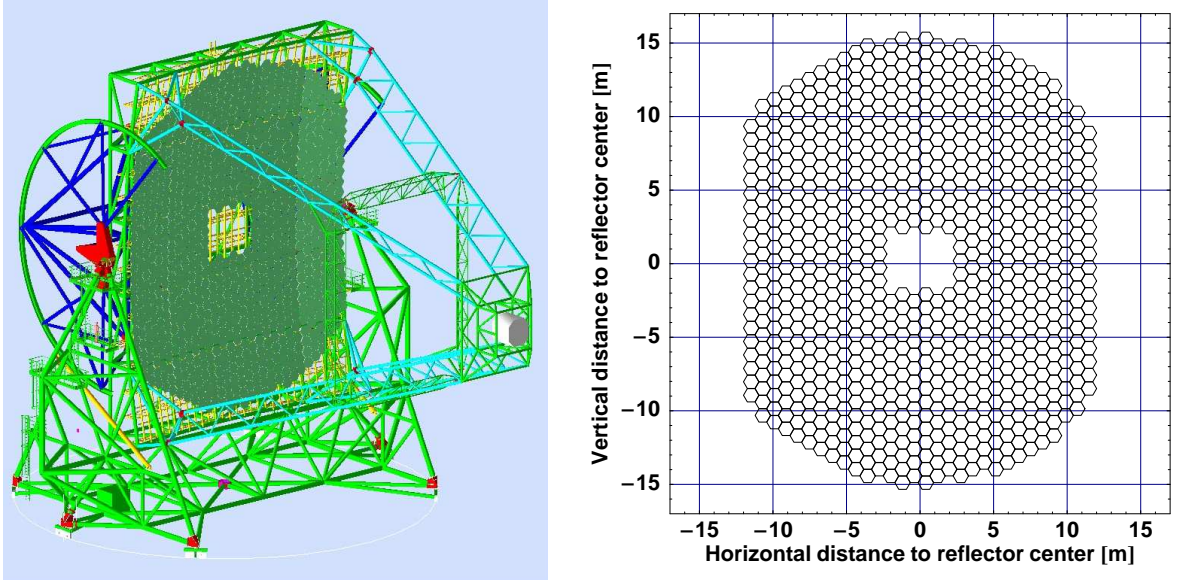 Vertical distance to reflector center [m]
15
10
5
0
−5
−10
−15
−15 −10 −5 0 5 10 15
Horizontal distance to reflector center [m]